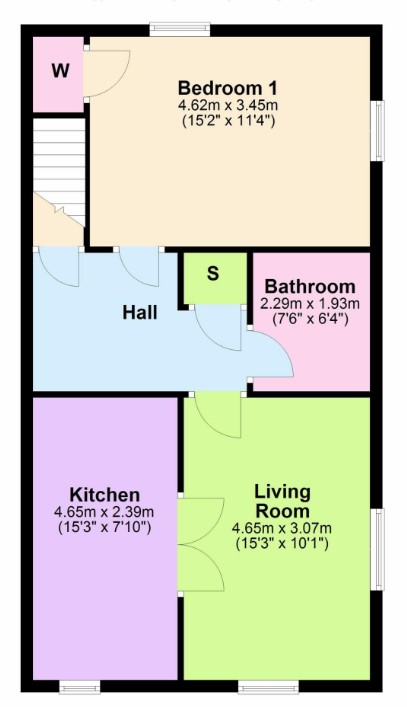 W
Bedroom 1
4.62m x 3.45m
(15'2" x 11'4")
S
Bathroom
2.29m x 1.93m
(7'6" x 6'4")
Hall
Kitchen
4.65m x 2.39m
(15'3" x 7'10")
Living
Room
4.65m x 3.07m
(15'3" x 10'1")